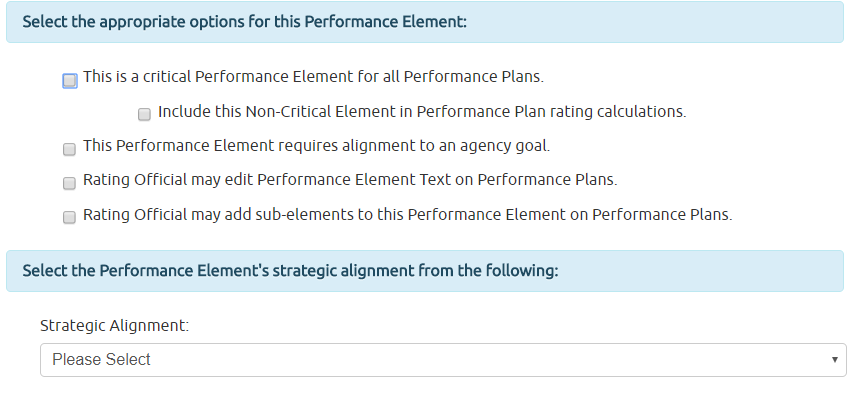 Select the appropriate options for this Performance Element:
This is a critical Performance Element for all Performance Plans.
Include this Non-Critical Element in Performance Plan rating calculations.
This Performance Element requires alignment to an agency goal.
Rating Official may edit Performance Element Text on Performance Plans.
Rating Official may add sub-elements to this Performance Element on Performance Plans.
Select the Performance Element's strategic alignment from the following:
Strategic Alignment:
Please Select